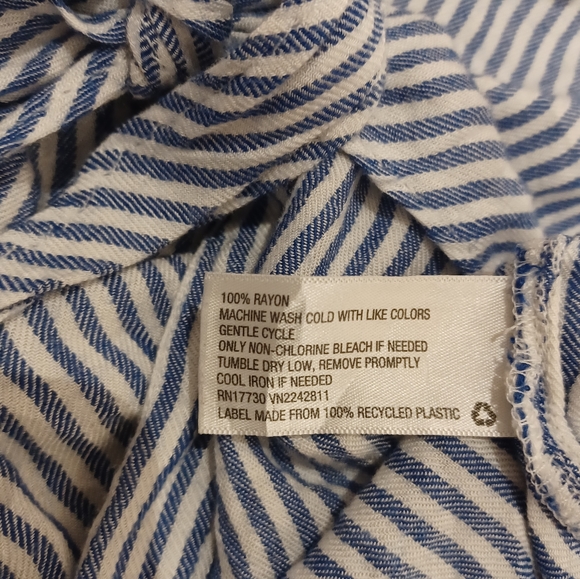 100% RAYON
MACHINE WASH COLD WITH LIKE COLORS
GENTLE CYCLE
ONLY NON-CHLORINE BLEACH IF NEEDED
TUMBLE DRY LOW, REMOVE PROMPTLY
COOL IRON IF NEEDED
RN17730 VN2242811
LABEL MADE FROM 100% RECYCLED PLASTIC